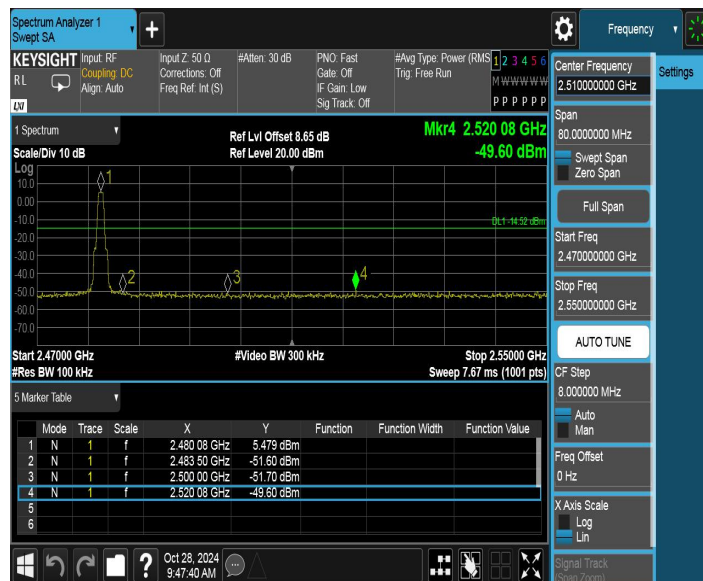 Spectrum Analyzer 1
Swept SA
+
Frequency
KEYSIGHT
RL
LXI
Input: RF
Coupling: DC
Align: Auto
Input Z: 50 Ω
Corrections: Off
Freq Ref: Int (S)
#Atten: 30 dB
PNO: Fast
Gate: Off
IF Gain: Low
Sig Track: Off
#Avg Type: Power (RMS
Trig: Free Run
1 2 3 4 5 6
M W W W W W
P P P P P P
1 Spectrum
Scale/Div 10 dB
Ref Lvl Offset 8.65 dB
Ref Level 20.00 dBm
Mkr4 2.520 08 GHz
-49.60 dBm
Log
10.0
0.00
-10.0
-20.0
-30.0
-40.0
-50.0
-60.0
-70.0
1
2
3
4
DL1 -14.52 dBm
Start 2.47000 GHz
#Res BW 100 kHz
#Video BW 300 kHz
Stop 2.55000 GHz
Sweep 7.67 ms (1001 pts)
5 Marker Table
Mode Trace Scale X Y Function Function Width Function Value
1 N 1 f 2.480 08 GHz 5.479 dBm
2 N 1 f 2.483 50 GHz -51.60 dBm
3 N 1 f 2.500 00 GHz -51.70 dBm
4 N 1 f 2.520 08 GHz -49.60 dBm
5
6
?
Oct 28, 2024
9:47:40 AM
Center Frequency
2.510000000 GHz
Span
80.0000000 MHz
Swept Span
Zero Span
Full Span
Start Freq
2.470000000 GHz
Stop Freq
2.550000000 GHz
AUTO TUNE
CF Step
8.000000 MHz
Auto
Man
Freq Offset
0 Hz
X Axis Scale
Log
Lin
Signal Track
(Span Zoom)
Settings